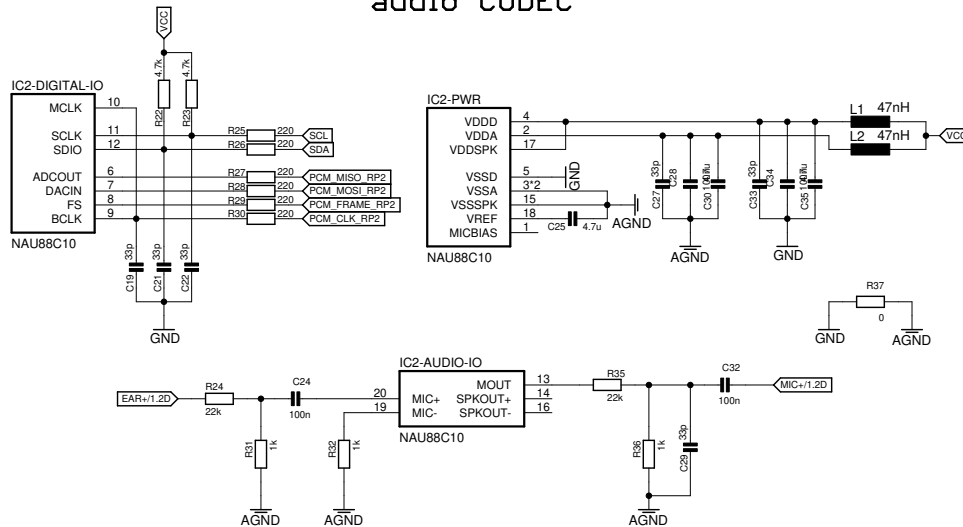 audio CODEC
VCC
4.7k
4.7k
R22
R23
IC2-DIGITAL-IO
MCLK 10
SCLK 11
SDIO 12
ADCOUT 6
DACIN 7
FS 8
BCLK 9
NAU88C10
R25 220 SCL
R26 220 SDA
R27 220 PCM_MISO_RP2
R28 220 PCM_MOSI_RP2
R29 220 PCM_FRAME_RP2
R30 220 PCM_CLK_RP2
33p
33p
33p
C19
C21
C22
GND
IC2-PWR
VDDD 4
VDDA 2
VDDSPK 17
VSSD 5
VSSA 3*2
VSSSPK 15
VREF 18
MICBIAS 1
NAU88C10
GND
C25 4.7u
AGND
L1 47nH
L2 47nH
VCC
33p
C27
C28
C30
AGND
33p
C33
C34
C35
GND
R37
0
GND
AGND
IC2-AUDIO-IO
MIC+ 20
MIC- 19
MOUT 13
SPKOUT+ 14
SPKOUT- 16
NAU88C10
EAR+/1.2D
R24
22k
C24
100n
R31
1k
R32
1k
AGND
AGND
R35
22k
C32
100n
MIC+/1.2D
R36
1k
33p
C29
AGND